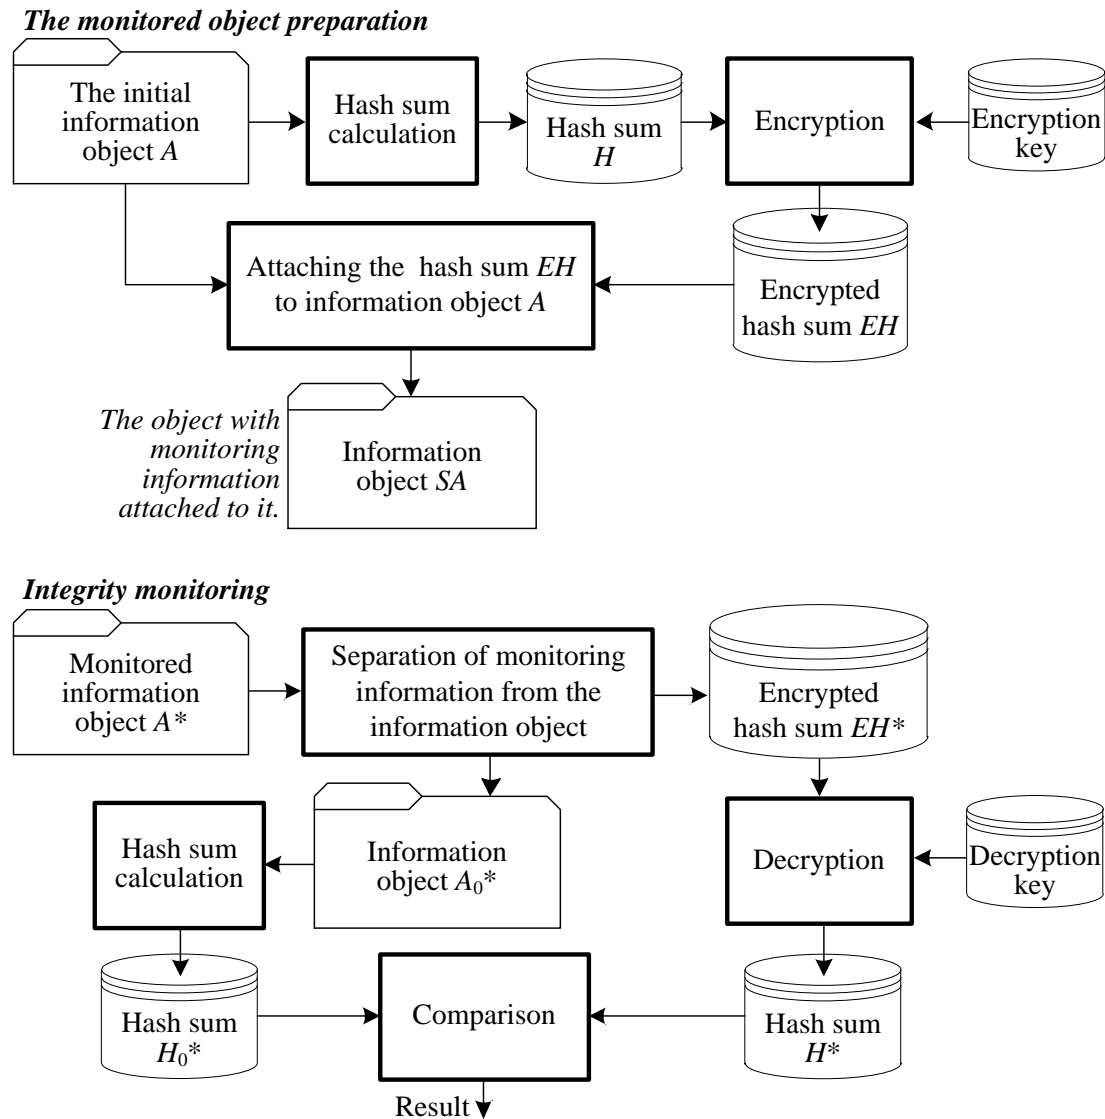 The monitored object preparation
The initial
information
object A
Hash sum
calculation
Hash sum
H
Encryption
Encryption
key
Attaching the hash sum EH
to information object A
Encrypted
hash sum EH
The object with
monitoring
information
attached to it.
Information
object SA
Integrity monitoring
Monitored
information
object A*
Separation of monitoring
information from the
information object
Encrypted
hash sum EH*
Hash sum
calculation
Information
object A₀*
Decryption
Decryption
key
Hash sum
H₀*
Comparison
Hash sum
H*
Result